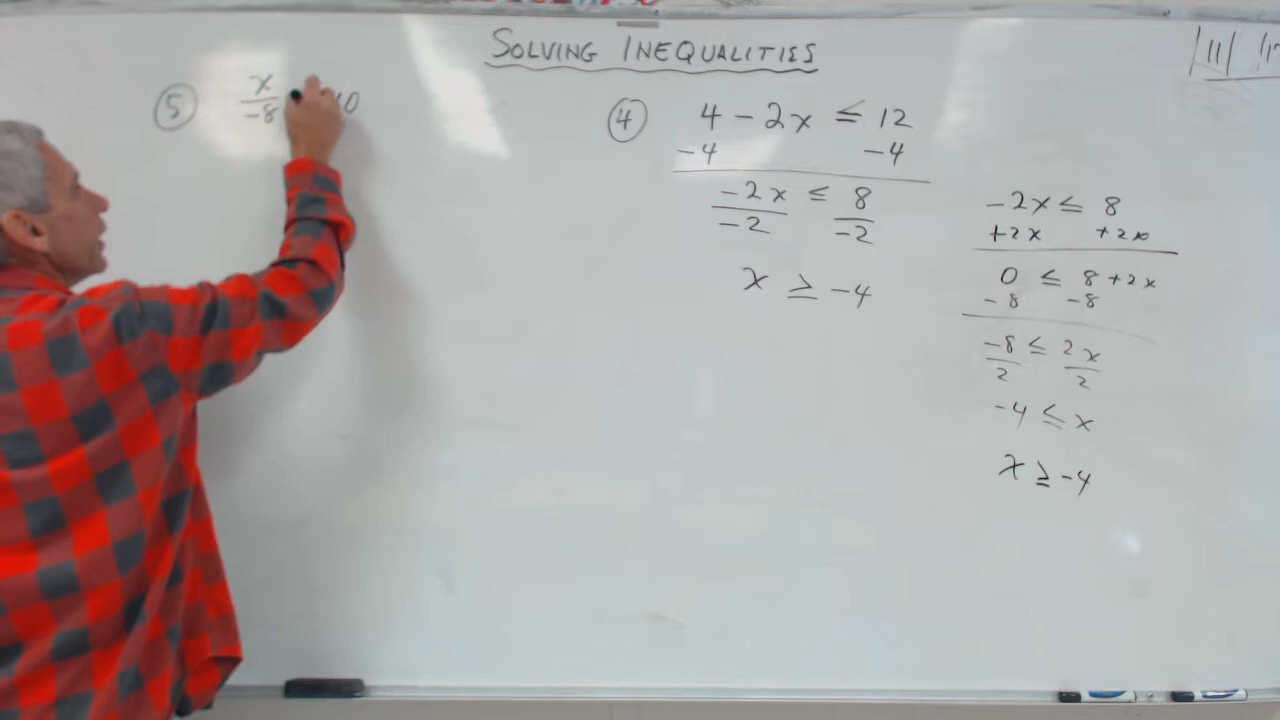 SOLVING INEQUALITIES
⑤ x/-8 10
④ 4 - 2x ≤ 12
-4 -4
-2x ≤ 8
-2 -2
x ≥ -4
-2x ≤ 8
+2x +2x
0 ≤ 8 + 2x
-8 -8
-8 ≤ 2x
2 2
-4 ≤ x
x ≥ -4